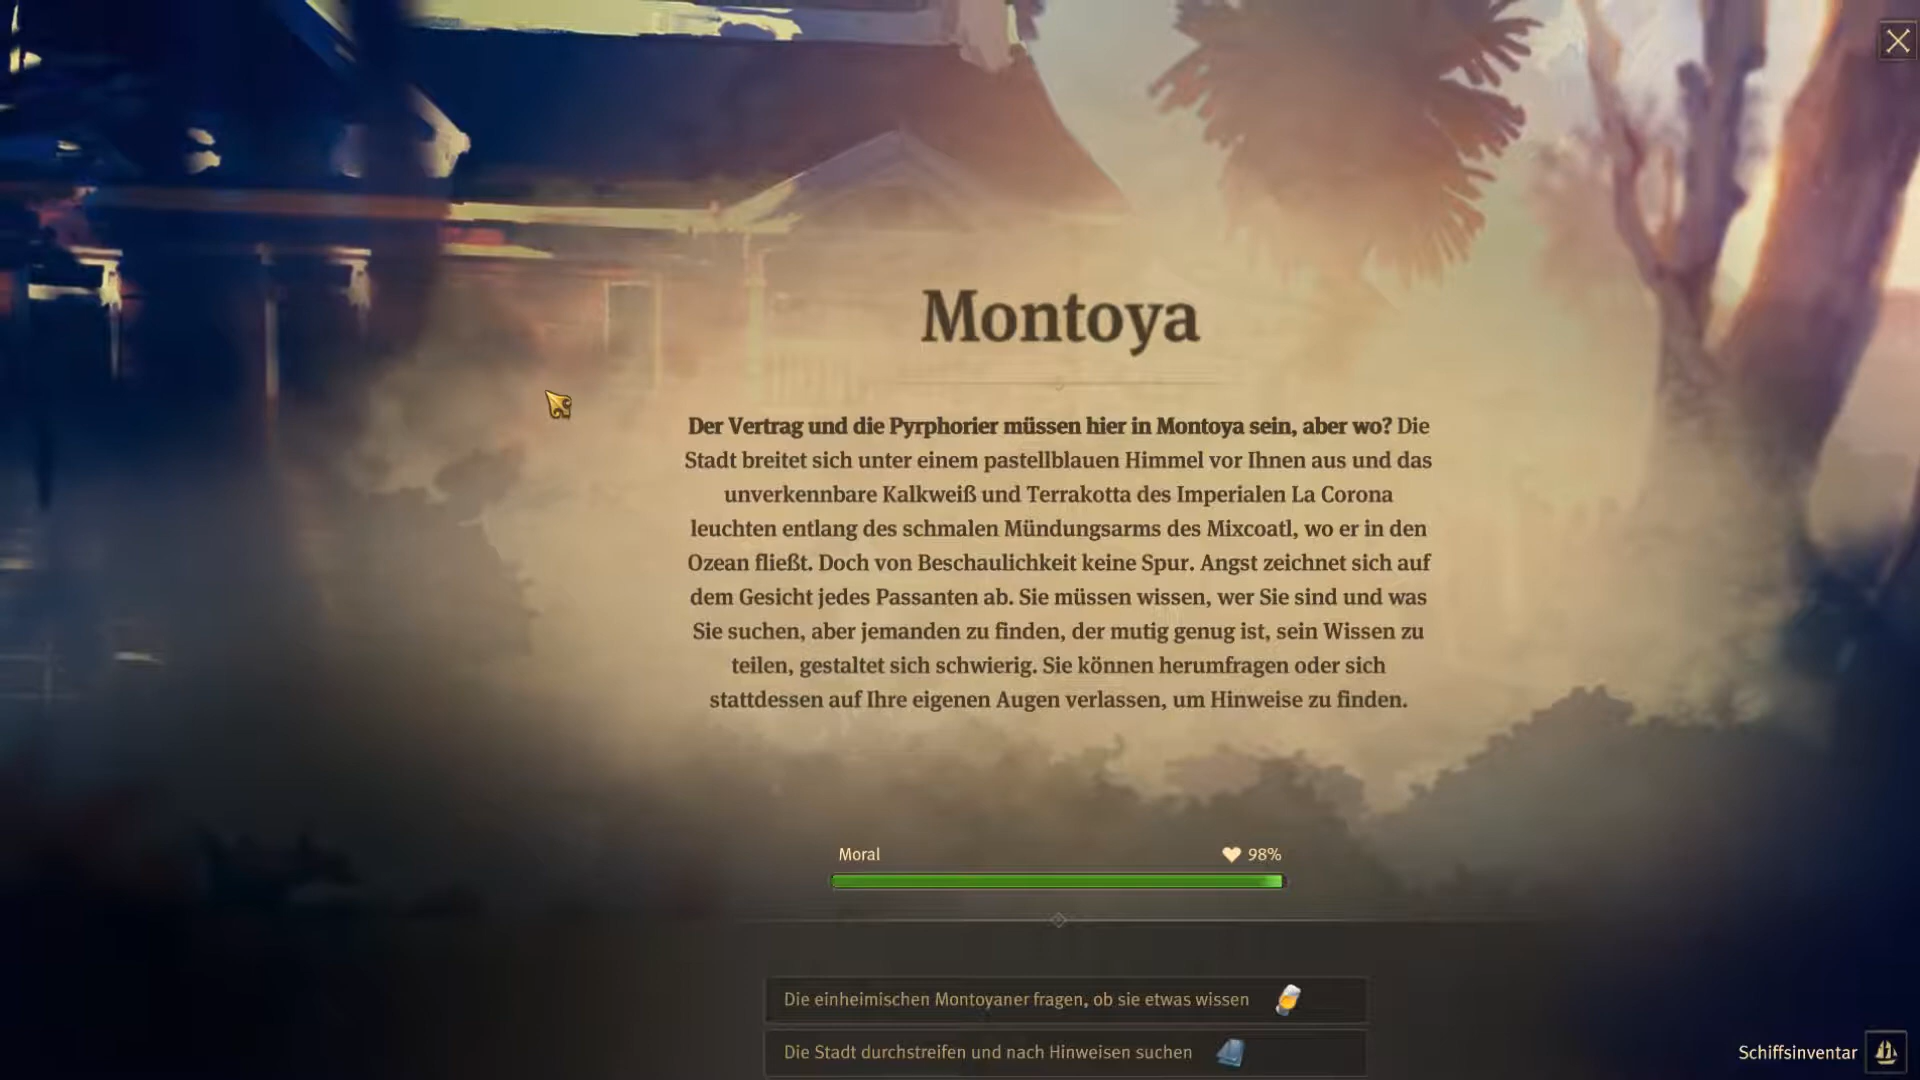 Montoya
Der Vertrag und die Pyrphorier müssen hier in Montoya sein, aber wo? Die
Stadt breitet sich unter einem pastellblauen Himmel vor Ihnen aus und das
unverkennbare Kalkweiß und Terrakotta des Imperialen La Corona
leuchten entlang des schmalen Mündungsarms des Mixcoatl, wo er in den
Ozean fließt. Doch von Beschaulichkeit keine Spur. Angst zeichnet sich auf
dem Gesicht jedes Passanten ab. Sie müssen wissen, wer Sie sind und was
Sie suchen, aber jemanden zu finden, der mutig genug ist, sein Wissen zu
teilen, gestaltet sich schwierig. Sie können herumfragen oder sich
stattdessen auf Ihre eigenen Augen verlassen, um Hinweise zu finden.
Moral 98%
Die einheimischen Montoyaner fragen, ob sie etwas wissen
Die Stadt durchstreifen und nach Hinweisen suchen
Schiffsinventar